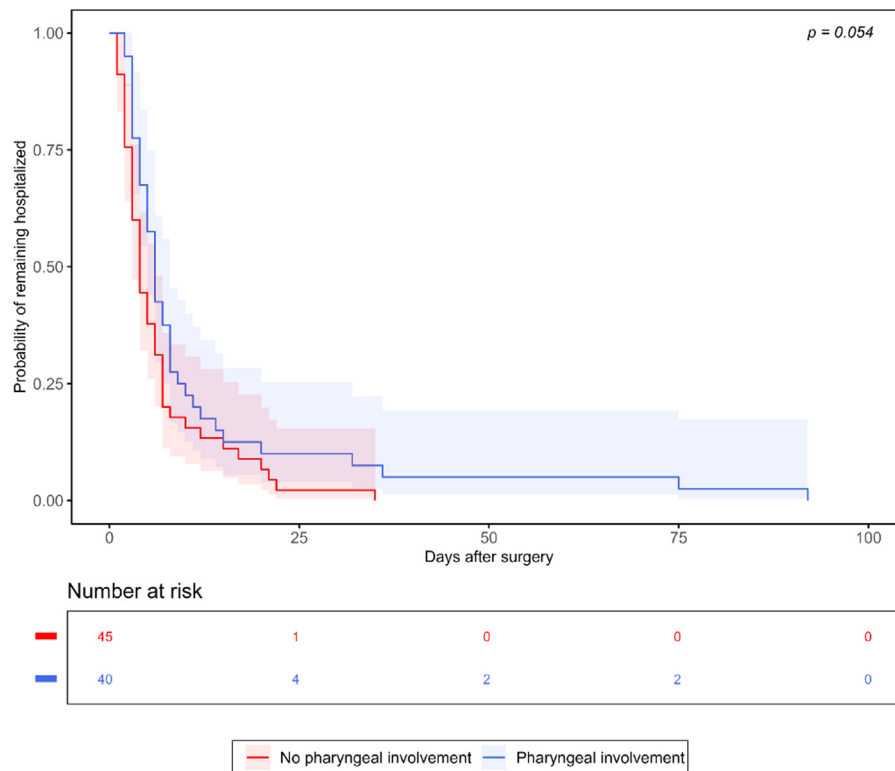 p = 0.054
1.00
0.75
0.50
0.25
0.00
Probability of remaining hospitalized
0 25 50 75 100
Days after surgery
Number at risk
45 1 0 0 0
40 4 2 2 0
No pharyngeal involvement Pharyngeal involvement